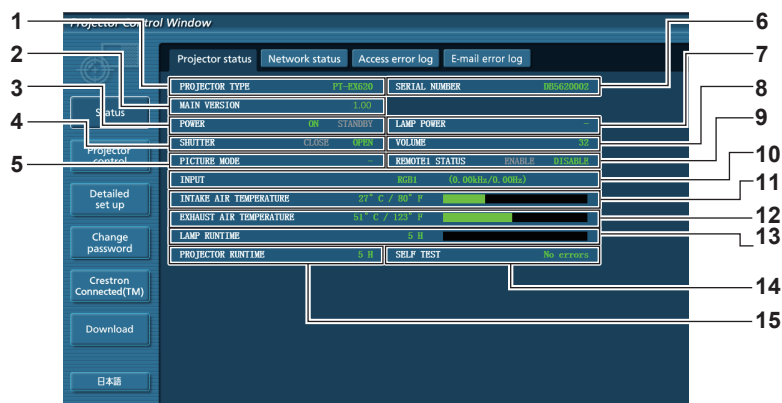 Projector Control Window
Projector status Network status Access error log E-mail error log
PROJECTOR TYPE PT-EX620 SERIAL NUMBER DB5620002
MAIN VERSION 1.00
POWER ON STANDBY LAMP POWER -
SHUTTER CLOSE OPEN VOLUME 32
PICTURE MODE - REMOTE1 STATUS ENABLE DISABLE
INPUT RGB1 (0.00kHz/0.00Hz)
INTAKE AIR TEMPERATURE 27° C / 80° F
EXHAUST AIR TEMPERATURE 51° C / 123° F
LAMP RUNTIME 5 H
PROJECTOR RUNTIME 5 H SELF TEST No errors
Status
Projector
control
Detailed
set up
Change
password
Crestron
Connected(TM)
Download
日本語
1
2
3
4
5
6
7
8
9
10
11
12
13
14
15